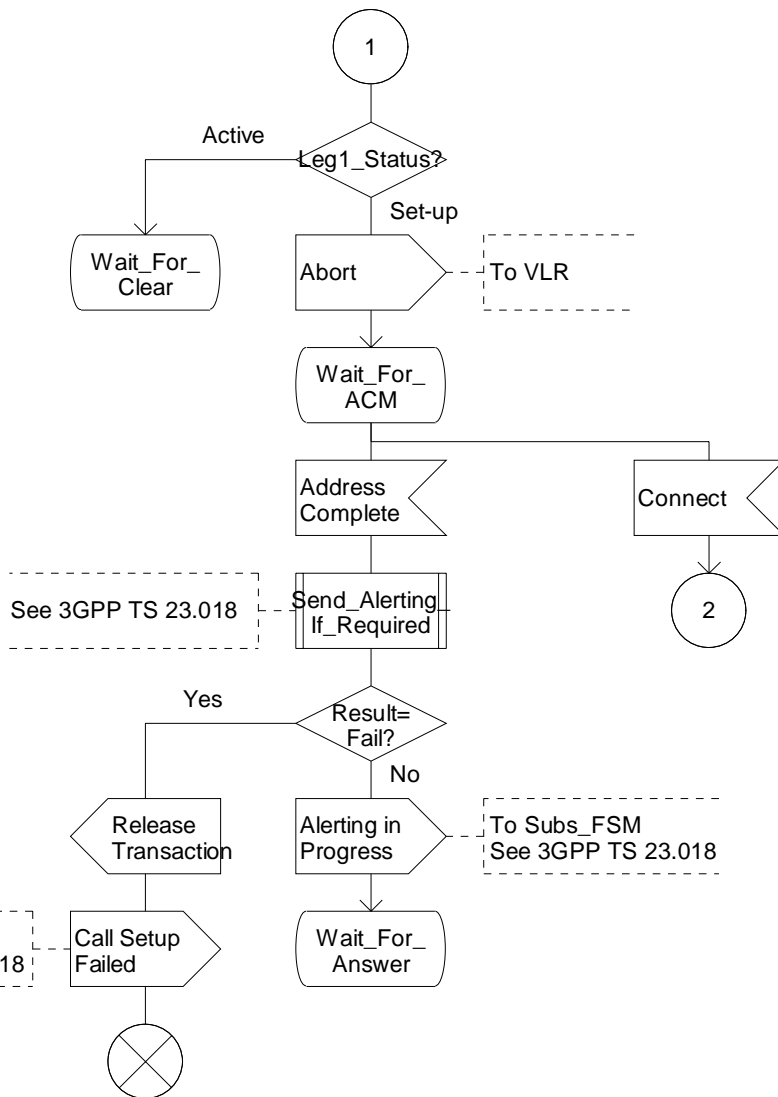 1
Active
Leg1_Status?
Set-up
Wait_For_
Clear
Abort
To VLR
Wait_For_
ACM
Address
Complete
Connect
See 3GPP TS 23.018
Send_Alerting_
If_Required
2
Yes
Result=
Fail?
No
Release
Transaction
Alerting in
Progress
To Subs_FSM
See 3GPP TS 23.018
18
Call Setup
Failed
Wait_For_
Answer